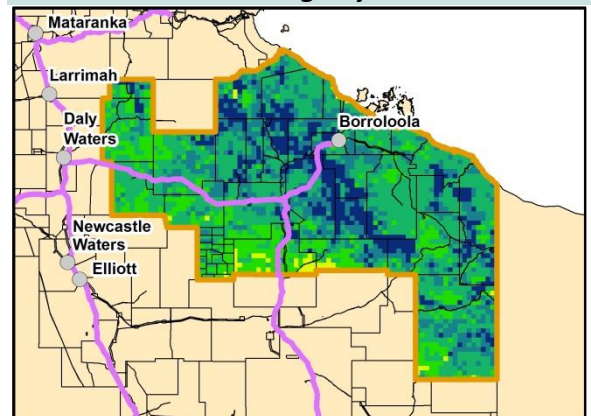 Mataranka
Larrimah
Daly
Waters
Borroloola
Newcastle
Waters
Elliott